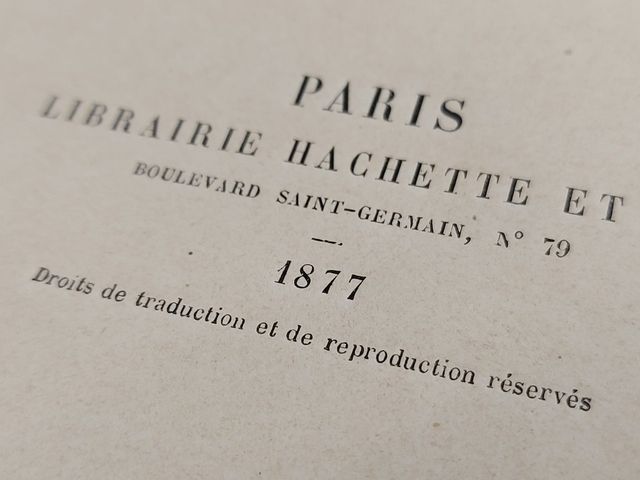 PARIS
LIBRAIRIE HACHETTE ET
BOULEVARD SAINT-GERMAIN, N° 79
1877
Droits de traduction et de reproduction réservés